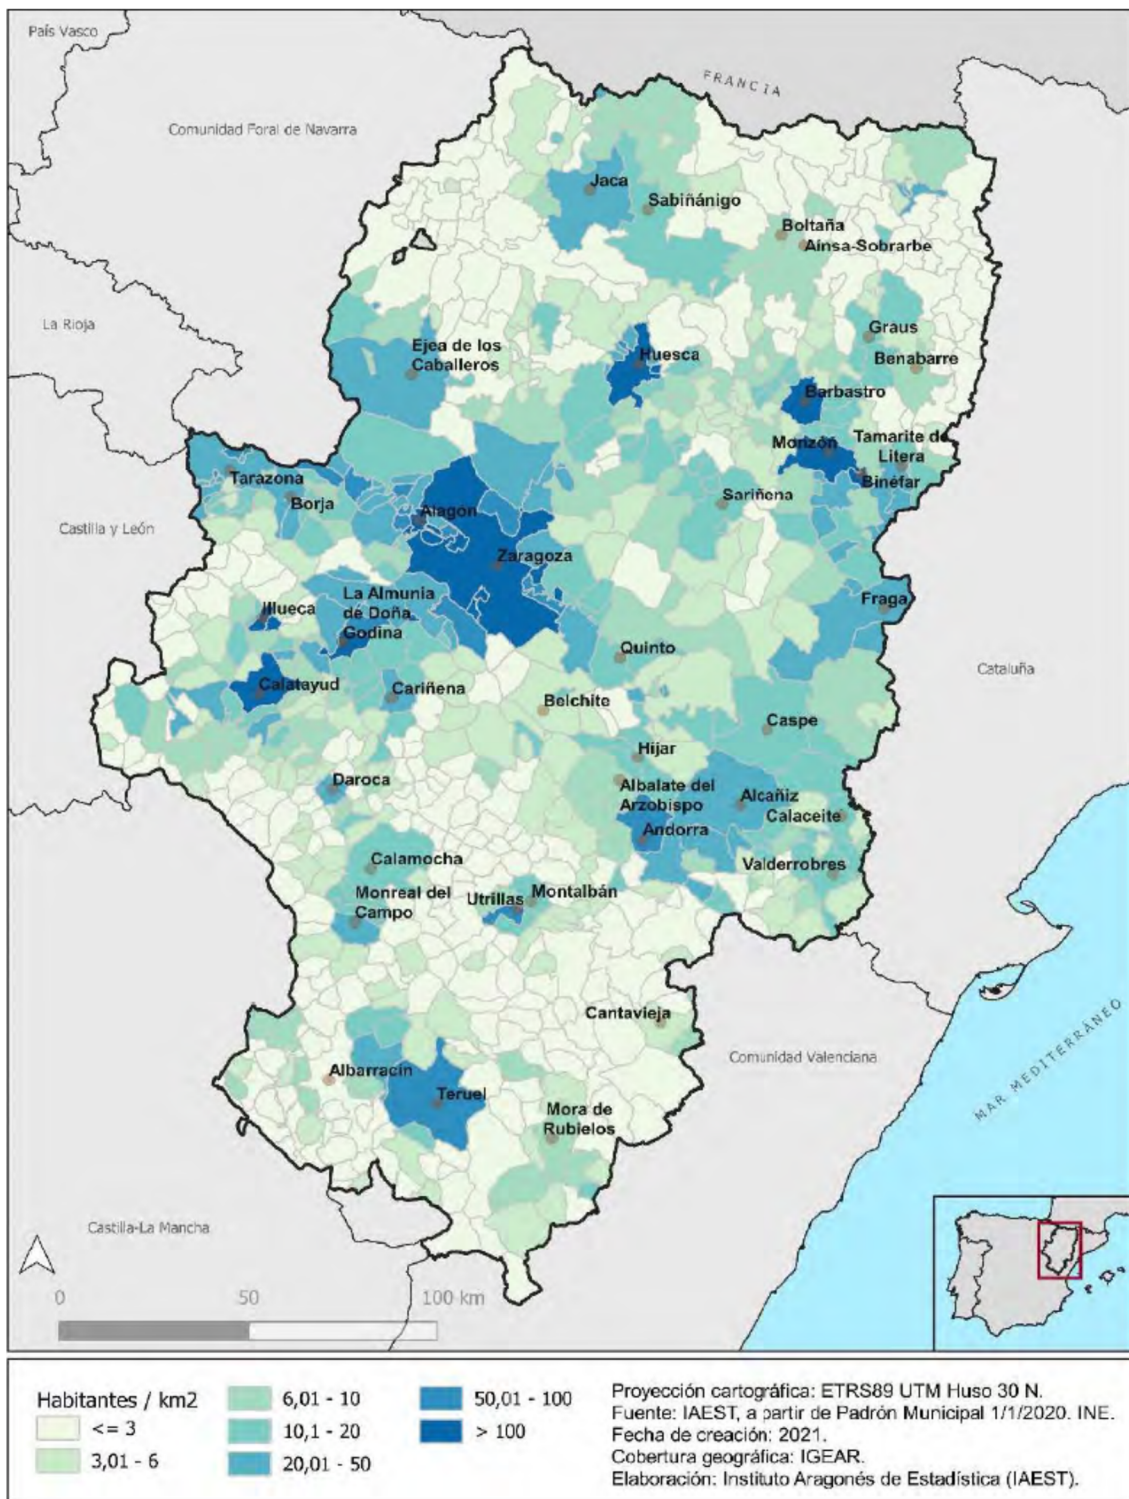 País Vasco
FRANCIA
Comunidad Foral de Navarra
Jaca
Sabiñánigo
Boltaña
Aínsa-Sobrarbe
La Rioja
Graus
Ejea de los
Caballeros
Huesca
Benabarre
Barbastro
Monzón
Tamarite de
Litera
Tarazona
Binéfar
Borja
Sariñena
Alagón
Castilla y León
Zaragoza
La Almunia
de Doña
Godina
Fraga
Illueca
Quinto
Cataluña
Calatayud
Cariñena
Belchite
Caspe
Híjar
Daroca
Albalate del
Arzobispo
Alcañiz
Calaceite
Andorra
Calamocha
Valderrobres
Monreal del
Campo
Utrillas
Montalbán
Cantavieja
Comunidad Valenciana
MAR MEDITERRÁNEO
Albarracín
Teruel
Mora de
Rubielos
Castilla-La Mancha
0 50 100 km
Habitantes / km2
<= 3
3,01 - 6
6,01 - 10
10,1 - 20
20,01 - 50
50,01 - 100
> 100
Proyección cartográfica: ETRS89 UTM Huso 30 N.
Fuente: IAEST, a partir de Padrón Municipal 1/1/2020. INE.
Fecha de creación: 2021.
Cobertura geográfica: IGEAR.
Elaboración: Instituto Aragonés de Estadística (IAEST).